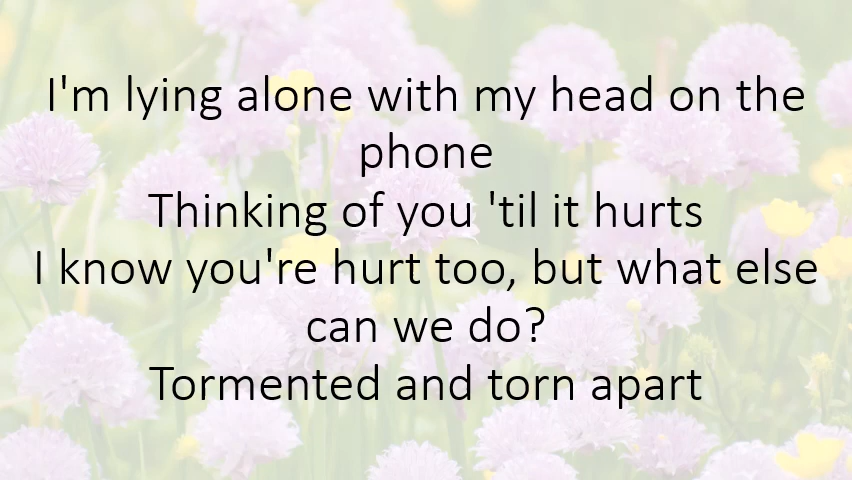 I'm lying alone with my head on the
phone
Thinking of you 'til it hurts
I know you're hurt too, but what else
can we do?
Tormented and torn apart